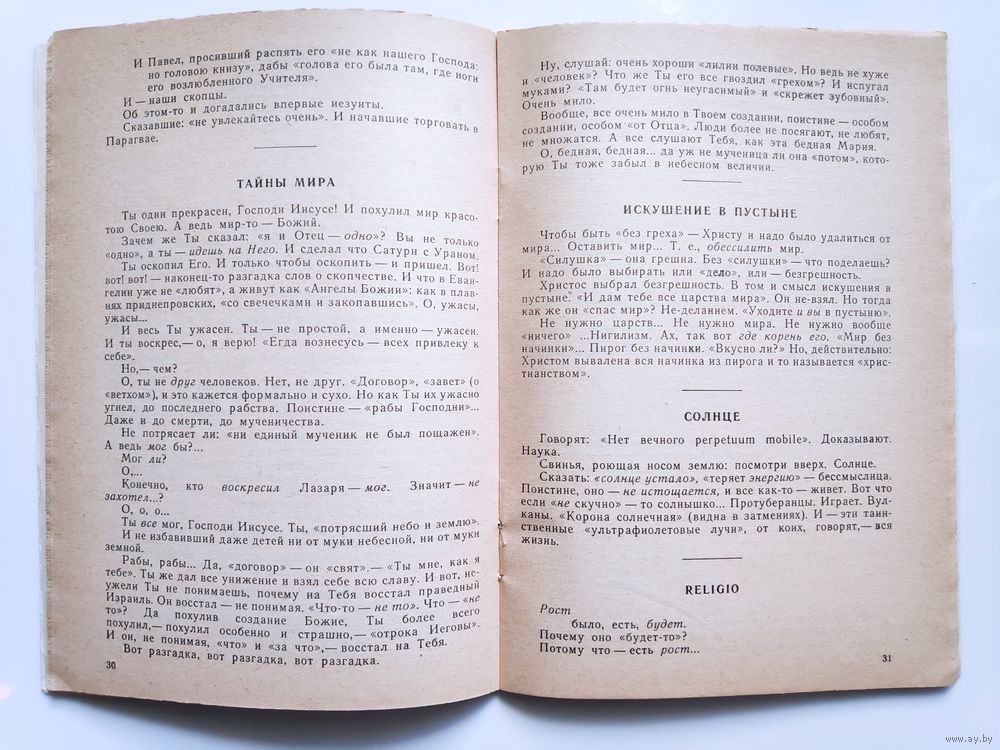 И Павел, просивший распять его «не как нашего Господа:
но головою книзу», дабы «голова его была там, где ноги
его возлюбленного Учителя».
И — наши скопцы.
Об этом-то и догадались впервые иезуиты.
Сказавшие: «не увлекайтесь очень». И начавшие торговать в
Парагвае.
ТАЙНЫ МИРА
Ты один прекрасен, Господи Иисусе! И похулил мир красо-
тою Своею. А ведь мир-то — Божий.
Зачем же Ты сказал: «я и Отец — одно»? Вы не только
«одно», а ты — идешь на Него. И сделал что Сатурн с Ураном.
Ты оскопил Его. И только чтобы оскопить — и пришел. Вот!
вот! вот! — наконец-то разгадка слов о скопчестве. И что в Еван-
гелии уже не «любят», а живут как «Ангелы Божии»: как в плав-
нях приднепровских, «со свечечками и закопавшись». О, ужасы,
ужасы...
И весь Ты ужасен. Ты — не простой, а именно — ужасен.
И ты воскрес,— о, я верю! «Егда вознесусь — всех привлеку к
себе».
Но,— чем?
О, ты не друг человеков. Нет, не друг. «Договор», «завет» (о
«ветхом»), и это кажется формально и сухо. Но как Ты их ужасно
угнел, до последнего рабства. Поистине — «рабы Господни»...
Даже и до смерти, до мученичества.
Не потрясает ли: «ни единый мученик не был пощажен».
А ведь мог бы?...
Мог ли?
О,...
Конечно, кто воскресил Лазаря — мог. Значит — не
захотел...?
О, о, о...
Ты все мог, Господи Иисусе. Ты, «потрясший небо и землю».
И не избавивший даже детей ни от муки небесной, ни от муки
земной.
Рабы, рабы... Да, «договор» — он «свят».— «Ты мне, как я
тебе». Ты же дал все унижение и взял себе всю славу. И вот, не-
ужели Ты не понимаешь, почему на Тебя восстал праведный
Израиль. Он восстал — не понимая. «Что-то — не то». Что — «не
то»? Да похулив создание Божие, Ты более всего
похулил,— похулил особенно и страшно,— «отрока Иеговы».
И он, не понимая, «что» и «за что»,— восстал на Тебя.
Вот разгадка, вот разгадка, вот разгадка.
30
Ну, слушай: очень хороши «лилии полевые». Но ведь не хуже
и «человек»? Что же Ты его все гвоздил «грехом»? И испугал
муками? «Там будет огнь неугасимый» и «скрежет зубовный».
Очень мило.
Вообще, все очень мило в Твоем создании, поистине — особом
создании, особом «от Отца». Люди более не посягают, не любят,
не множатся. А все слушают Тебя, как эта бедная Мария.
О, бедная, бедная... да уж не мученица ли она «потом», кото-
рую Ты тоже забыл в небесном величии.
ИСКУШЕНИЕ В ПУСТЫНЕ
Чтобы быть «без греха» — Христу и надо было удалиться от
мира... Оставить мир... Т. е., обессилить мир.
«Силушка» — она грешна. Без «силушки» — что поделаешь?
И надо было выбирать или «дело», или — безгрешность.
Христос выбрал безгрешность. В том и смысл искушения в
пустыне. «И дам тебе все царства мира». Он не-взял. Но тогда
как же он «спас мир»? Не-деланием. «Уходите и вы в пустыню».
Не нужно царств... Не нужно мира. Не нужно вообще
«ничего» ...Нигилизм. Ах, так вот где корень его. «Мир без
начинки»... Пирог без начинки. «Вкусно ли?» Но, действительно:
Христом вывалена вся начинка из пирога и то называется «хрис-
тианством».
СОЛНЦЕ
Говорят: «Нет вечного perpetuum mobile». Доказывают.
Наука.
Свинья, роющая носом землю: посмотри вверх. Солнце.
Сказать: «солнце устало», «теряет энергию» — бессмыслица.
Поистине, оно — не истощается, и все как-то — живет. Вот что
если «не скучно» — то солнышко... Протуберанцы. Играет. Вул-
каны. «Корона солнечная» (видна в затмениях). И — эти таин-
ственные «ультрафиолетовые лучи», от коих, говорят,— вся
жизнь.
RELIGIO
Рост
было, есть, будет.
Почему оно «будет-то»?
Потому что — есть рост...
31
www.ay.by